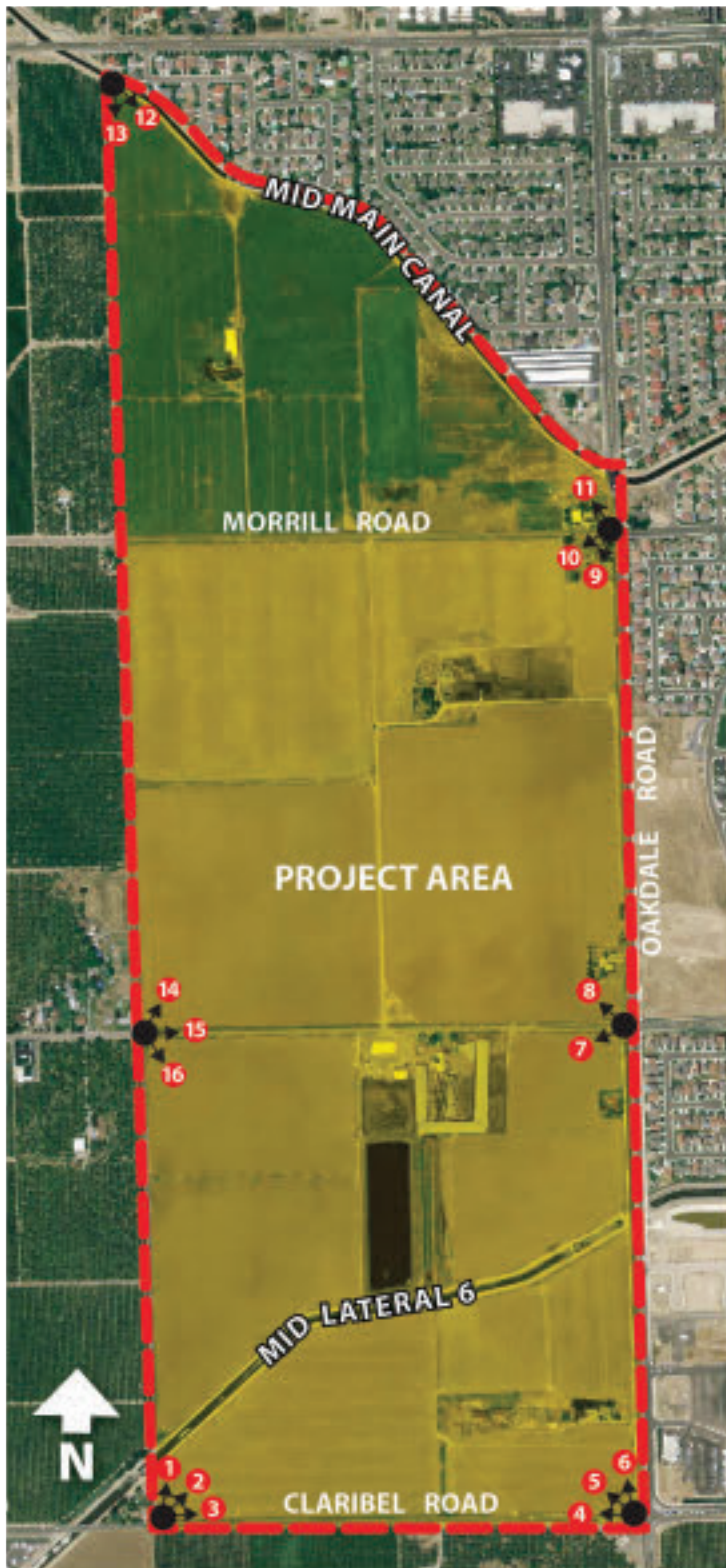 12
13
MID MAIN CANAL
11
MORRILL ROAD
10
9
OAKDALE ROAD
PROJECT AREA
14
8
15
7
16
MID LATERAL 6
N
1
2
3
CLARIBEL ROAD
6
5
4